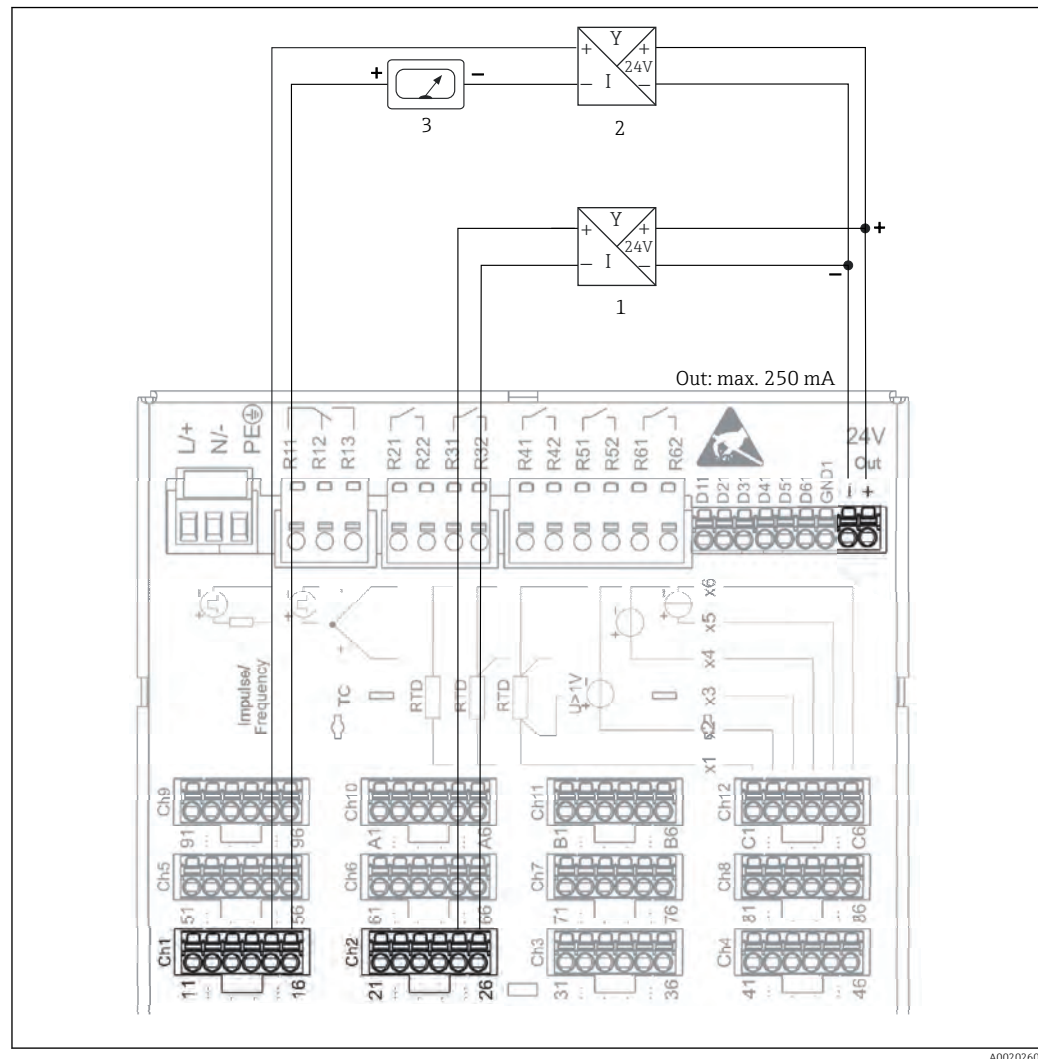 Y
+ +
24V
+ − − I −
3
2
Y
+ +
24V
− I −
1
+
−
Out: max. 250 mA
L/+
N/-
PE
R11
R12
R13
R21
R22
R31
R32
R41
R42
R51
R52
R61
R62
D11
D21
D31
D41
D51
D61
GND1
24V
Out
− +
Impulse/
Frequency
TC
RTD
RTD
RTD
U>1V
x6
x5
x4
x3
x2
x1
Ch9
91 96
Ch10
A1 A6
Ch11
B1 B6
Ch12
C1 C6
Ch5
51 56
Ch6
61 66
Ch7
71 76
Ch8
81 86
Ch1
11 16
Ch2
21 26
Ch3
31 36
Ch4
41 46
A0020260